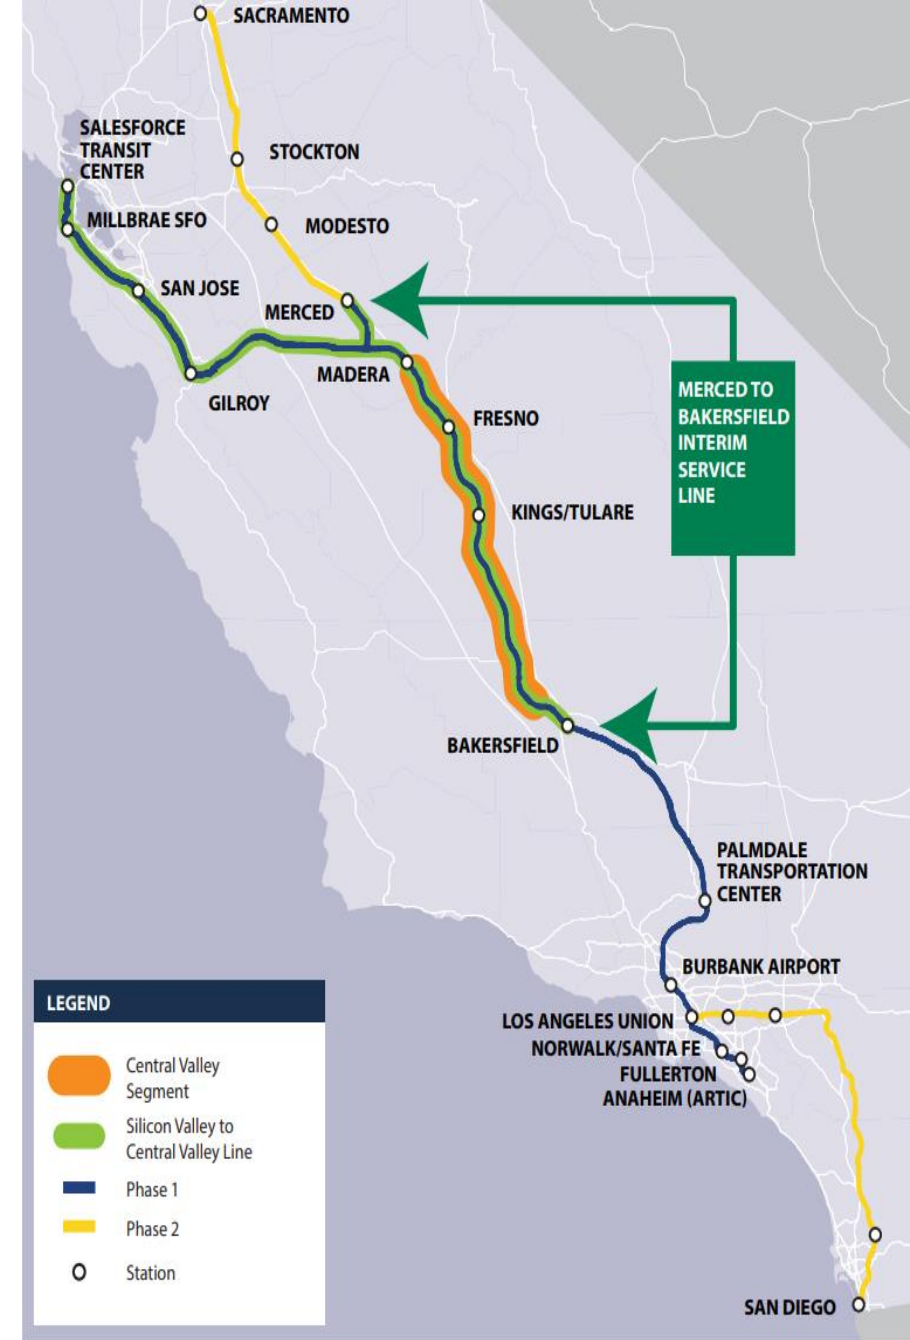 SACRAMENTO
SALESFORCE
TRANSIT
CENTER
STOCKTON
MILLBRAE SFO
MODESTO
SAN JOSE
MERCED
MADERA
GILROY
MERCED TO
BAKERSFIELD
INTERIM
SERVICE
LINE
FRESNO
KINGS/TULARE
BAKERSFIELD
PALMDALE
TRANSPORTATION
CENTER
BURBANK AIRPORT
LOS ANGELES UNION
NORWALK/SANTA FE
FULLERTON
ANAHEIM (ARTIC)
SAN DIEGO
LEGEND
Central Valley
Segment
Silicon Valley to
Central Valley Line
Phase 1
Phase 2
Station